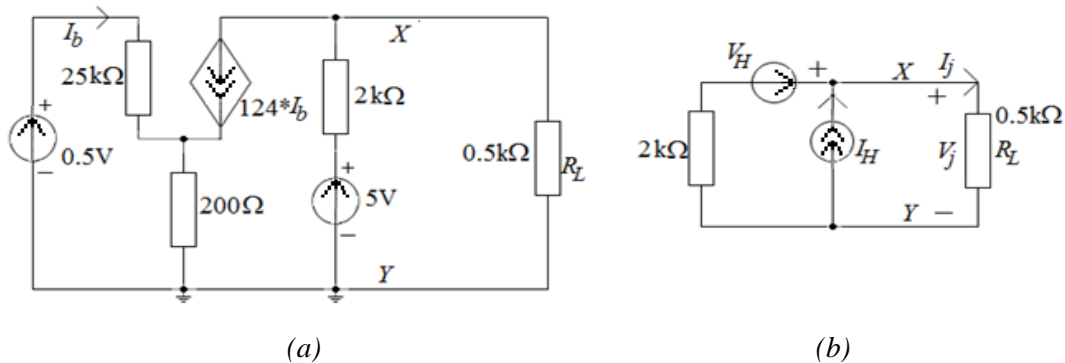 I_b
25kΩ
+
0.5V
−
124*I_b
200Ω
X
2kΩ
+
5V
−
Y
0.5kΩ
R_L
(a)
V_H
+
X
I_j
+
2kΩ
I_H
V_j
0.5kΩ
R_L
Y
−
(b)